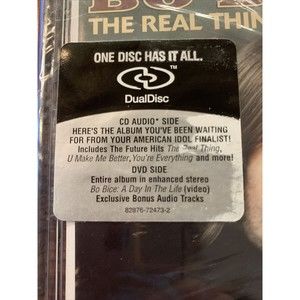 THE REAL THIN
ONE DISC HAS IT ALL.
TM
DualDisc
CD AUDIO* SIDE
HERE'S THE ALBUM YOU'VE BEEN WAITING
FOR FROM YOUR AMERICAN IDOL FINALIST!
Includes The Future Hits The Real Thing,
U Make Me Better, You're Everything and more!
DVD SIDE
Entire album in enhanced stereo
Bo Bice: A Day In The Life (video)
Exclusive Bonus Audio Tracks
82876-72473-2